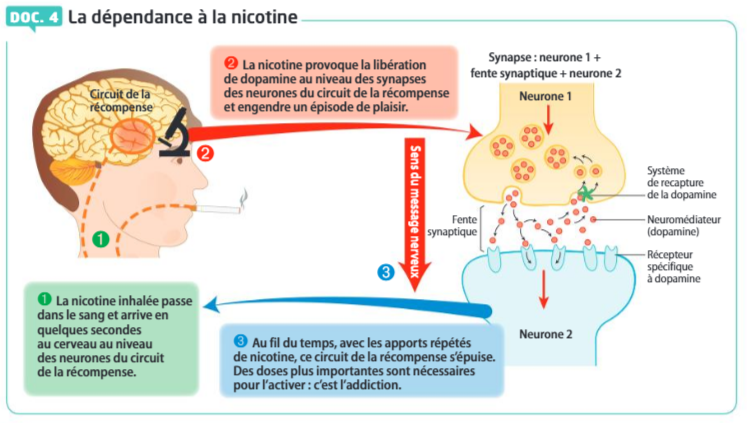 DOC. 4 La dépendance à la nicotine
Circuit de la
récompense
2 La nicotine provoque la libération
de dopamine au niveau des synapses
des neurones du circuit de la récompense
et engendre un épisode de plaisir.
2
1
1 La nicotine inhalée passe
dans le sang et arrive en
quelques secondes
au cerveau au niveau
des neurones du circuit
de la récompense.
Sens du message nerveux
3
3 Au fil du temps, avec les apports répétés
de nicotine, ce circuit de la récompense s'épuise.
Des doses plus importantes sont nécessaires
pour l'activer : c'est l'addiction.
Synapse : neurone 1 +
fente synaptique + neurone 2
Neurone 1
Système
de recapture
de la dopamine
Fente
synaptique
Neuromédiateur
(dopamine)
Récepteur
spécifique
à dopamine
Neurone 2